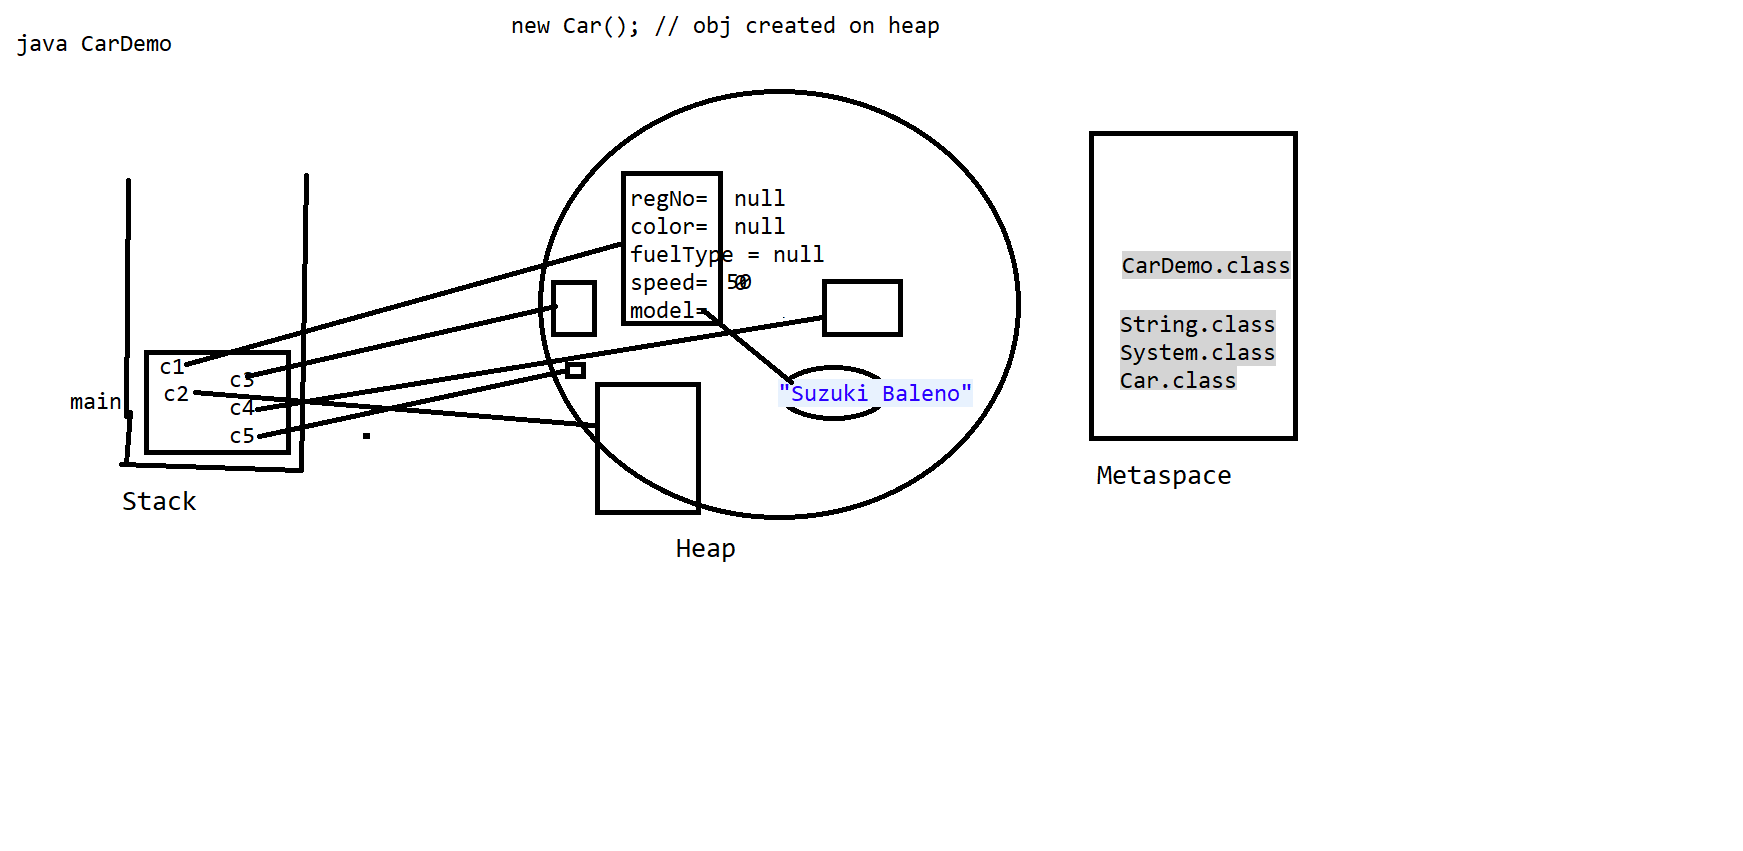 new Car(); // obj created on heap
java CarDemo
regNo= null
color= null
fuelType = null
speed= 50
model=
"Suzuki Baleno"
c1
c2
c3
c4
c5
main
Stack
Heap
CarDemo.class
String.class
System.class
Car.class
Metaspace